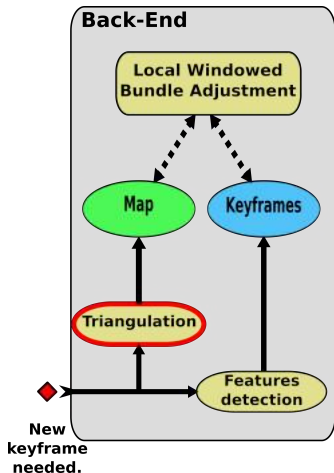 Back-End
Local Windowed
Bundle Adjustment
Map
Keyframes
Triangulation
Features
detection
New
keyframe
needed.